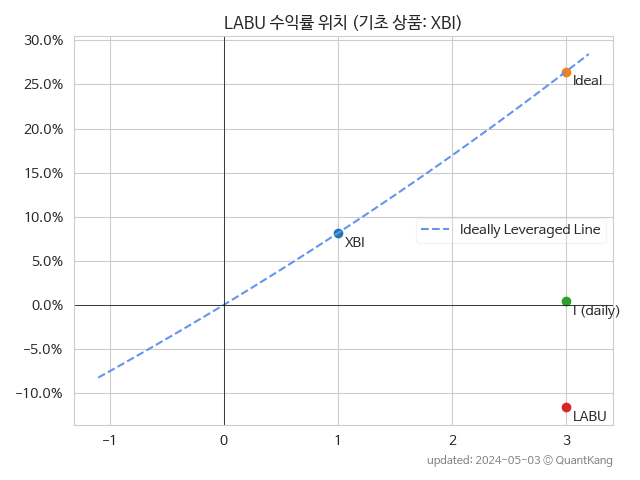 LABU 수익률 위치 (기초 상품: XBI)
30.0%
25.0%
20.0%
15.0%
10.0%
5.0%
0.0%
−5.0%
−10.0%
Ideal
XBI
Ideally Leveraged Line
I (daily)
LABU
−1
0
1
2
3
updated: 2024-05-03 © QuantKang